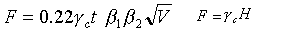 F = 0.22γ_c t β_1 β_2 √V   F = γ_c H